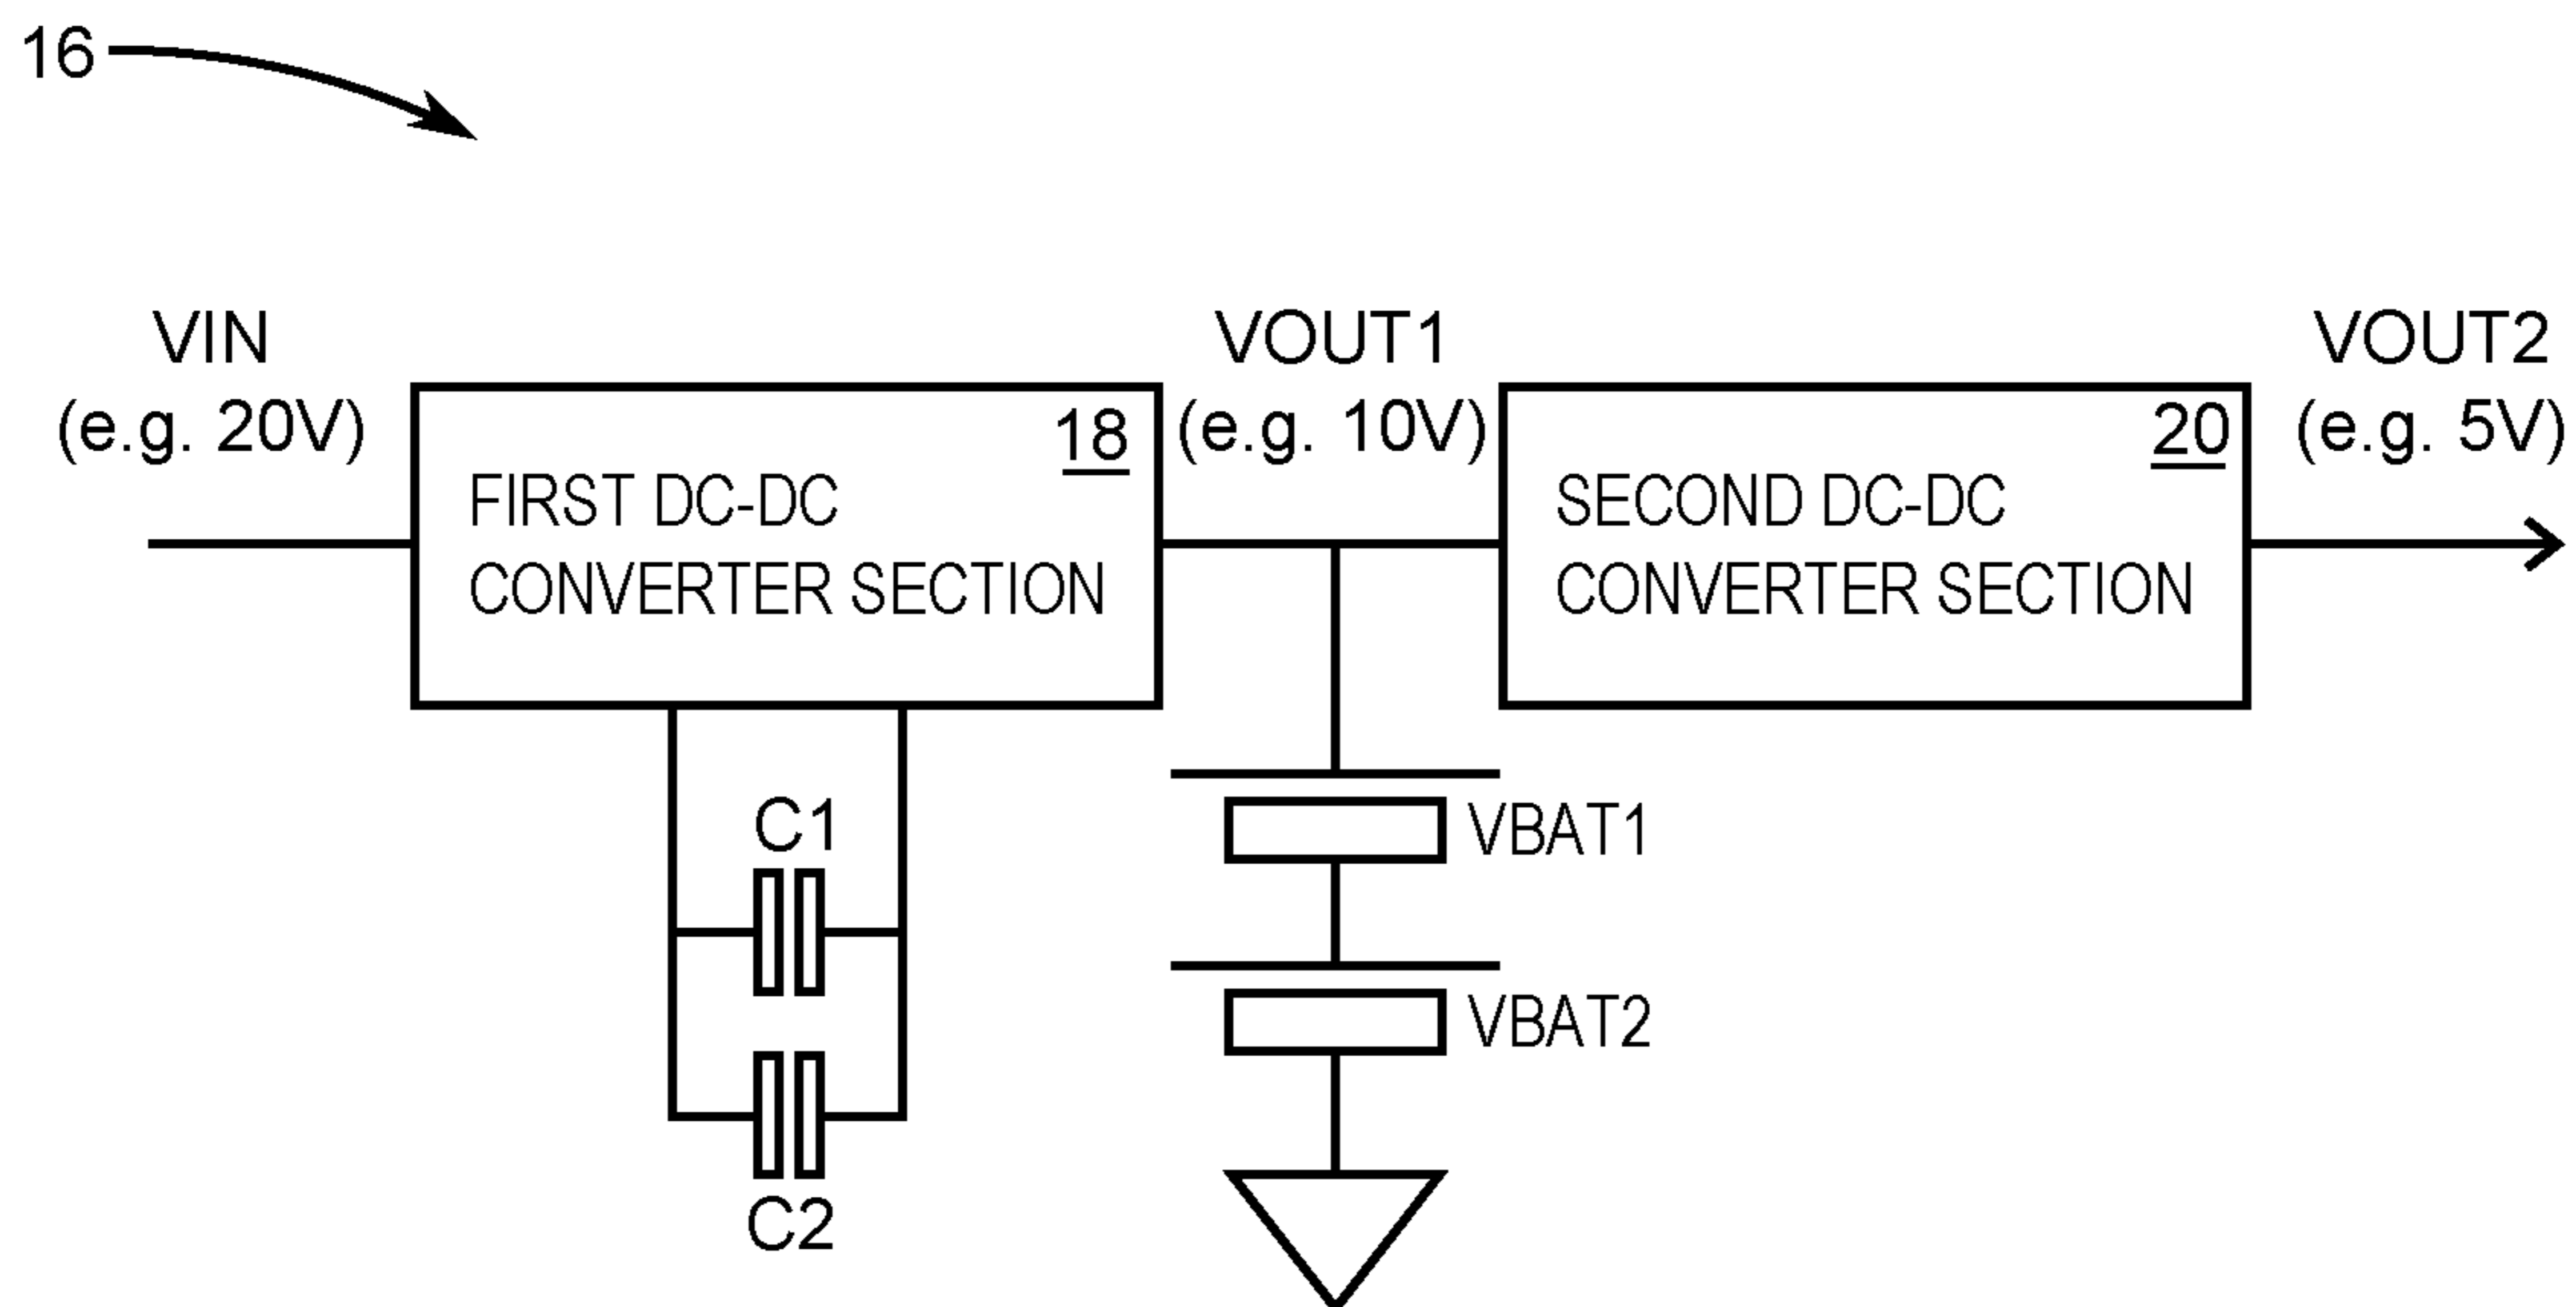 16
VIN
(e.g. 20V)
18
FIRST DC-DC
CONVERTER SECTION
VOUT1
(e.g. 10V)
20
SECOND DC-DC
CONVERTER SECTION
VOUT2
(e.g. 5V)
C1
C2
VBAT1
VBAT2